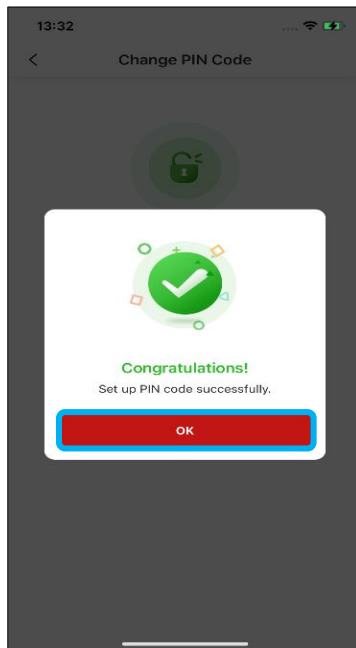 13:32
Change PIN Code
Congratulations!
Set up PIN code successfully.
OK